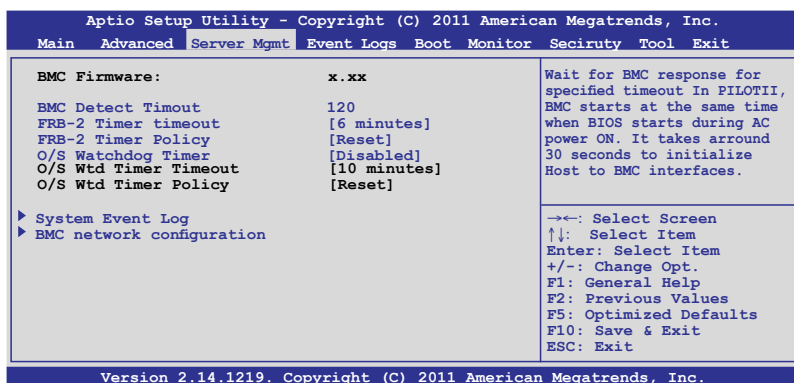 Aptio Setup Utility - Copyright (C) 2011 American Megatrends, Inc.
Main Advanced Server Mgmt Event Logs Boot Monitor Seciruty Tool Exit
BMC Firmware: x.xx
BMC Detect Timout 120
FRB-2 Timer timeout [6 minutes]
FRB-2 Timer Policy [Reset]
O/S Watchdog Timer [Disabled]
O/S Wtd Timer Timeout [10 minutes]
O/S Wtd Timer Policy [Reset]
System Event Log
BMC network configuration
Wait for BMC response for
specified timeout In PILOTII,
BMC starts at the same time
when BIOS starts during AC
power ON. It takes arround
30 seconds to initialize
Host to BMC interfaces.
→←: Select Screen
↑↓: Select Item
Enter: Select Item
+/-: Change Opt.
F1: General Help
F2: Previous Values
F5: Optimized Defaults
F10: Save & Exit
ESC: Exit
Version 2.14.1219. Copyright (C) 2011 American Megatrends, Inc.